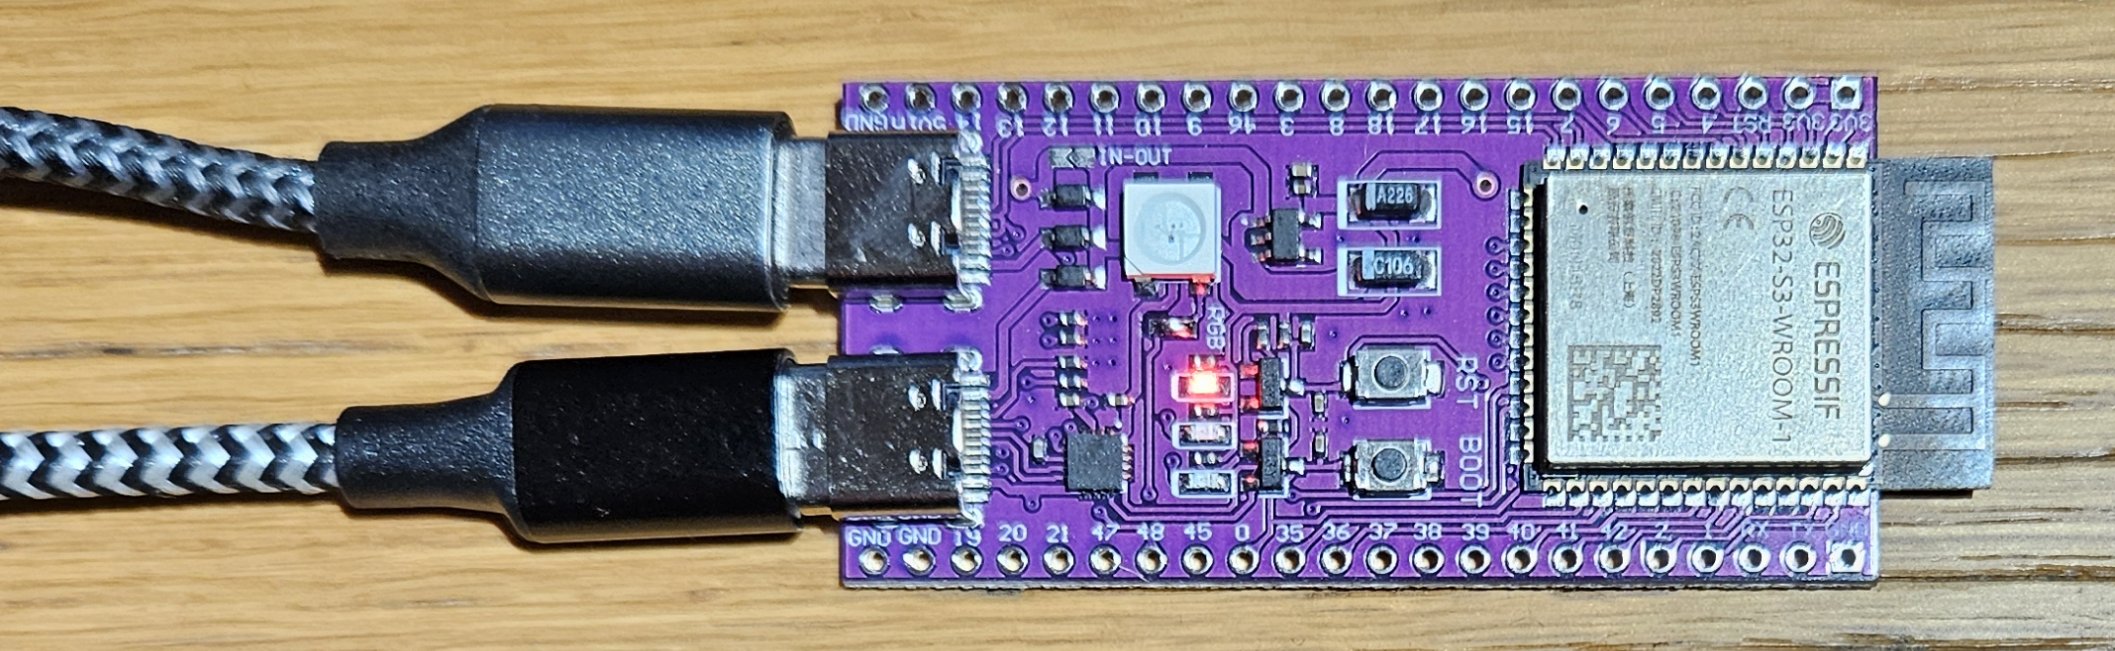 GND 5VIN 14 13 12 11 10 9 46 3 8 18 17 16 15 7 6 5 4 RST 3V3 3V3
IN-OUT
A226
C106
RGB
RST
BOOT
ESPRESSIF
ESP32-S3-WROOM-1
CE
GND GND 19 20 21 47 48 45 0 35 36 37 38 39 40 41 42 2 1 RX TX GND